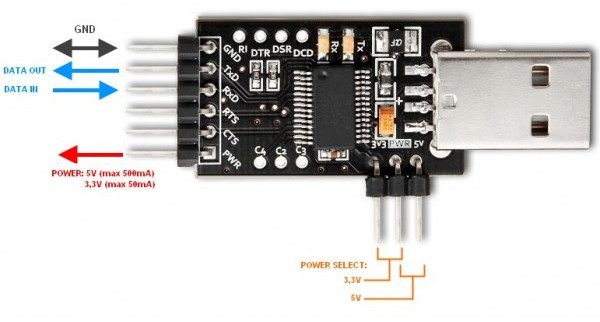 GND
DATA OUT
DATA IN
POWER: 5V (max 500mA)
3,3V (max 50mA)
GND
TxD
RxD
RTS
CTS
PWR
RI
DTR
DSR
DCD
Rx
Tx
QF
+
C4
C2
C3
3V3
PWR
5V
POWER SELECT:
3,3V
5V